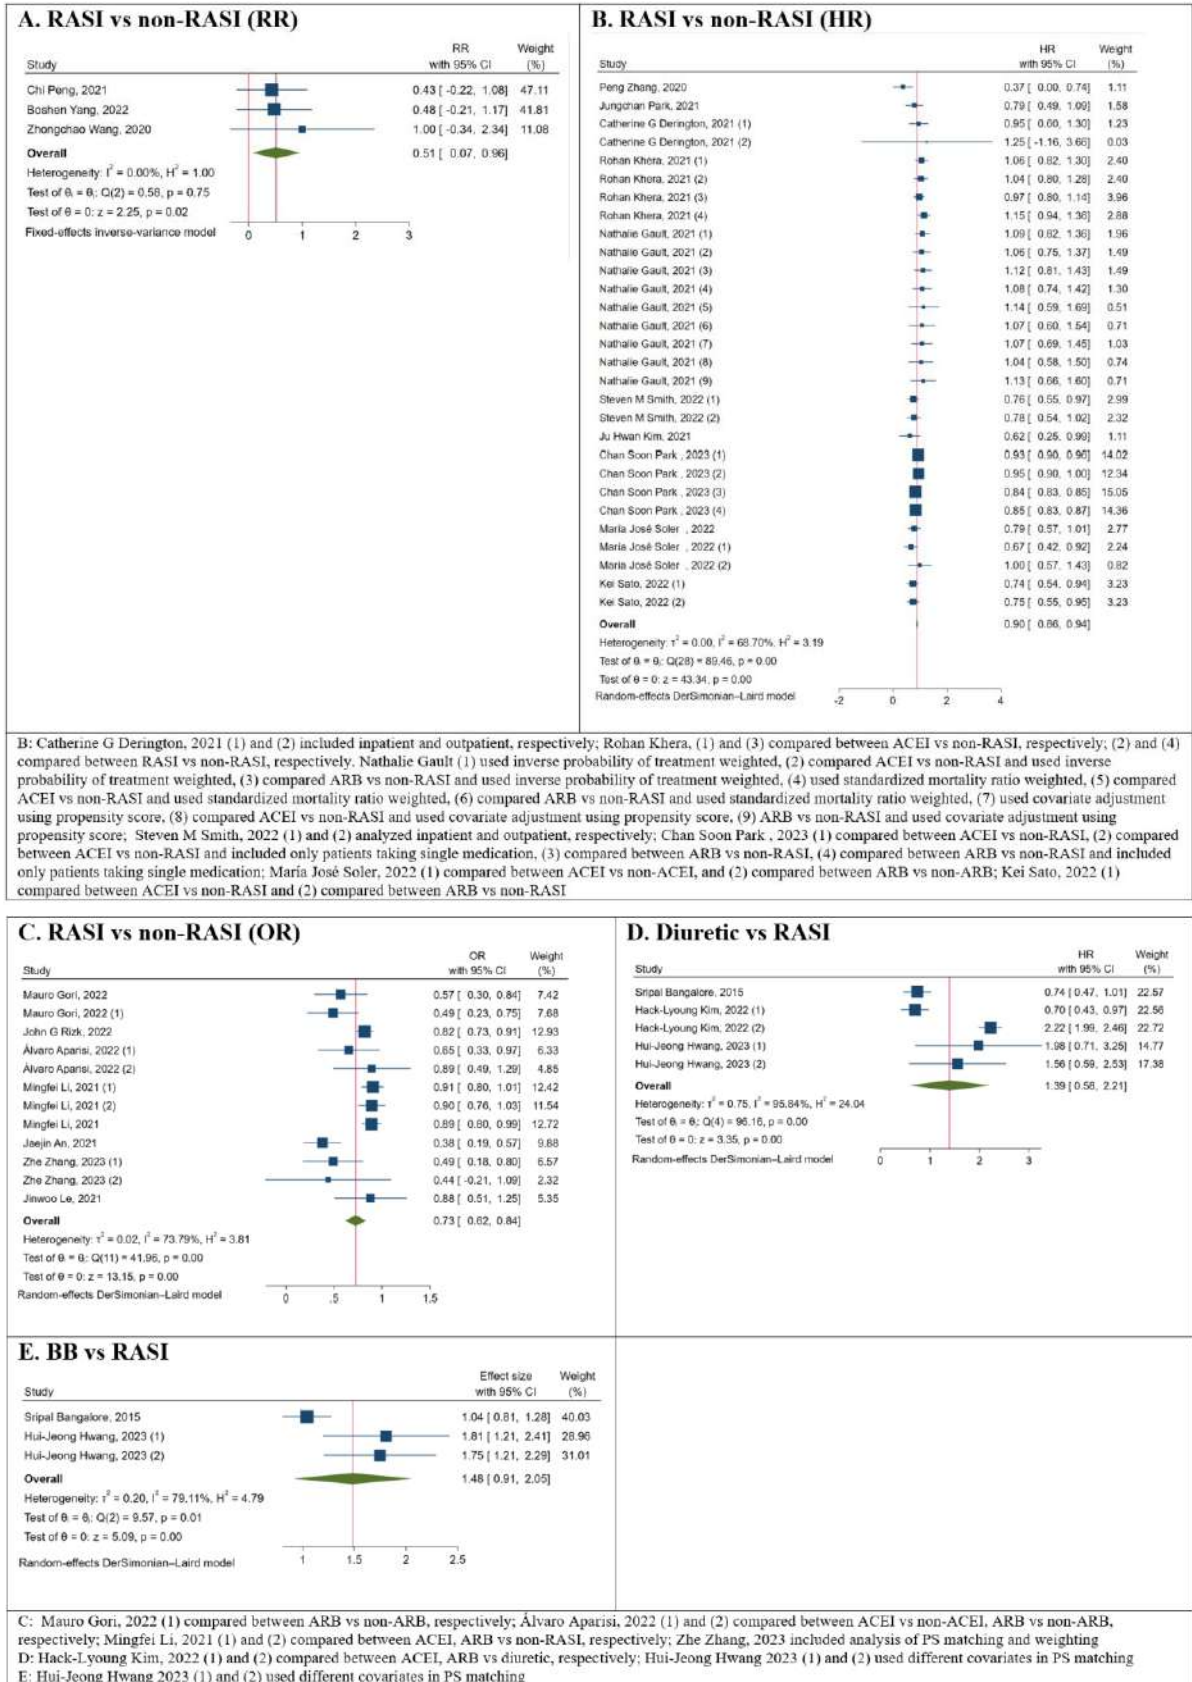 A. RASI vs non-RASI (RR)
RR Weight
Study with 95% CI (%)
Chi Peng, 2021 0.43 [ -0.22, 1.08] 47.11
Boshen Yang, 2022 0.48 [ -0.21, 1.17] 41.81
Zhongchao Wang, 2020 1.00 [ -0.34, 2.34] 11.08
Overall 0.51 [ 0.07, 0.96]
Heterogeneity: I² = 0.00%, H² = 1.00
Test of θᵢ = θⱼ: Q(2) = 0.58, p = 0.75
Test of θ = 0: z = 2.25, p = 0.02
Fixed-effects inverse-variance model
0 1 2 3
B. RASI vs non-RASI (HR)
HR Weight
Study with 95% CI (%)
Peng Zhang, 2020 0.37 [ 0.00, 0.74] 1.11
Jungchan Park, 2021 0.79 [ 0.49, 1.09] 1.58
Catherine G Derington, 2021 (1) 0.95 [ 0.60, 1.30] 1.23
Catherine G Derington, 2021 (2) 1.25 [ -1.16, 3.66] 0.03
Rohan Khera, 2021 (1) 1.06 [ 0.82, 1.30] 2.40
Rohan Khera, 2021 (2) 1.04 [ 0.80, 1.28] 2.40
Rohan Khera, 2021 (3) 0.97 [ 0.80, 1.14] 3.96
Rohan Khera, 2021 (4) 1.15 [ 0.94, 1.36] 2.88
Nathalie Gault, 2021 (1) 1.09 [ 0.82, 1.36] 1.96
Nathalie Gault, 2021 (2) 1.06 [ 0.75, 1.37] 1.49
Nathalie Gault, 2021 (3) 1.12 [ 0.81, 1.43] 1.49
Nathalie Gault, 2021 (4) 1.08 [ 0.74, 1.42] 1.30
Nathalie Gault, 2021 (5) 1.14 [ 0.59, 1.69] 0.51
Nathalie Gault, 2021 (6) 1.07 [ 0.60, 1.54] 0.71
Nathalie Gault, 2021 (7) 1.07 [ 0.69, 1.45] 1.03
Nathalie Gault, 2021 (8) 1.04 [ 0.58, 1.50] 0.74
Nathalie Gault, 2021 (9) 1.13 [ 0.66, 1.60] 0.71
Steven M Smith, 2022 (1) 0.76 [ 0.55, 0.97] 2.99
Steven M Smith, 2022 (2) 0.78 [ 0.54, 1.02] 2.32
Ju Hwan Kim, 2021 0.62 [ 0.25, 0.99] 1.11
Chan Soon Park , 2023 (1) 0.93 [ 0.90, 0.96] 14.02
Chan Soon Park , 2023 (2) 0.95 [ 0.90, 1.00] 12.34
Chan Soon Park , 2023 (3) 0.84 [ 0.83, 0.85] 15.05
Chan Soon Park , 2023 (4) 0.85 [ 0.83, 0.87] 14.36
María José Soler , 2022 0.79 [ 0.57, 1.01] 2.77
María José Soler , 2022 (1) 0.67 [ 0.42, 0.92] 2.24
María José Soler , 2022 (2) 1.00 [ 0.57, 1.43] 0.82
Kei Sato, 2022 (1) 0.74 [ 0.54, 0.94] 3.23
Kei Sato, 2022 (2) 0.75 [ 0.55, 0.95] 3.23
Overall 0.90 [ 0.86, 0.94]
Heterogeneity: τ² = 0.00, I² = 68.70%, H² = 3.19
Test of θᵢ = θⱼ: Q(28) = 89.46, p = 0.00
Test of θ = 0: z = 43.34, p = 0.00
Random-effects DerSimonian–Laird model
-2 0 2 4
B: Catherine G Derington, 2021 (1) and (2) included inpatient and outpatient, respectively; Rohan Khera, (1) and (3) compared between ACEI vs non-RASI, respectively; (2) and (4)
compared between RASI vs non-RASI, respectively. Nathalie Gault (1) used inverse probability of treatment weighted, (2) compared ACEI vs non-RASI and used inverse
probability of treatment weighted, (3) compared ARB vs non-RASI and used inverse probability of treatment weighted, (4) used standardized mortality ratio weighted, (5) compared
ACEI vs non-RASI and used standardized mortality ratio weighted, (6) compared ARB vs non-RASI and used standardized mortality ratio weighted, (7) used covariate adjustment
using propensity score, (8) compared ACEI vs non-RASI and used covariate adjustment using propensity score, (9) ARB vs non-RASI and used covariate adjustment using
propensity score; Steven M Smith, 2022 (1) and (2) analyzed inpatient and outpatient, respectively; Chan Soon Park , 2023 (1) compared between ACEI vs non-RASI, (2) compared
between ACEI vs non-RASI and included only patients taking single medication, (3) compared between ARB vs non-RASI, (4) compared between ARB vs non-RASI and included
only patients taking single medication; María José Soler, 2022 (1) compared between ACEI vs non-ACEI, and (2) compared between ARB vs non-ARB; Kei Sato, 2022 (1)
compared between ACEI vs non-RASI and (2) compared between ARB vs non-RASI
C. RASI vs non-RASI (OR)
OR Weight
Study with 95% CI (%)
Mauro Gori, 2022 0.57 [ 0.30, 0.84] 7.42
Mauro Gori, 2022 (1) 0.49 [ 0.23, 0.75] 7.68
John G Rizk, 2022 0.82 [ 0.73, 0.91] 12.93
Álvaro Aparisi, 2022 (1) 0.65 [ 0.33, 0.97] 6.33
Álvaro Aparisi, 2022 (2) 0.89 [ 0.49, 1.29] 4.85
Mingfei Li, 2021 (1) 0.91 [ 0.80, 1.01] 12.42
Mingfei Li, 2021 (2) 0.90 [ 0.76, 1.03] 11.54
Mingfei Li, 2021 0.89 [ 0.80, 0.99] 12.72
Jaejin An, 2021 0.38 [ 0.19, 0.57] 9.88
Zhe Zhang, 2023 (1) 0.49 [ 0.18, 0.80] 6.57
Zhe Zhang, 2023 (2) 0.44 [ -0.21, 1.09] 2.32
Jinwoo Le, 2021 0.88 [ 0.51, 1.25] 5.35
Overall 0.73 [ 0.62, 0.84]
Heterogeneity: τ² = 0.02, I² = 73.79%, H² = 3.81
Test of θᵢ = θⱼ: Q(11) = 41.96, p = 0.00
Test of θ = 0: z = 13.15, p = 0.00
Random-effects DerSimonian–Laird model
0 .5 1 1.5
D. Diuretic vs RASI
HR Weight
Study with 95% CI (%)
Sripal Bangalore, 2015 0.74 [ 0.47, 1.01] 22.57
Hack-Lyoung Kim, 2022 (1) 0.70 [ 0.43, 0.97] 22.56
Hack-Lyoung Kim, 2022 (2) 2.22 [ 1.99, 2.46] 22.72
Hui-Jeong Hwang, 2023 (1) 1.98 [ 0.71, 3.25] 14.77
Hui-Jeong Hwang, 2023 (2) 1.56 [ 0.59, 2.53] 17.38
Overall 1.39 [ 0.58, 2.21]
Heterogeneity: τ² = 0.75, I² = 95.84%, H² = 24.04
Test of θᵢ = θⱼ: Q(4) = 96.16, p = 0.00
Test of θ = 0: z = 3.35, p = 0.00
Random-effects DerSimonian–Laird model
0 1 2 3
E. BB vs RASI
Effect size Weight
Study with 95% CI (%)
Sripal Bangalore, 2015 1.04 [ 0.81, 1.28] 40.03
Hui-Jeong Hwang, 2023 (1) 1.81 [ 1.21, 2.41] 28.96
Hui-Jeong Hwang, 2023 (2) 1.75 [ 1.21, 2.29] 31.01
Overall 1.48 [ 0.91, 2.05]
Heterogeneity: τ² = 0.20, I² = 79.11%, H² = 4.79
Test of θᵢ = θⱼ: Q(2) = 9.57, p = 0.01
Test of θ = 0: z = 5.09, p = 0.00
Random-effects DerSimonian–Laird model
1 1.5 2 2.5
C: Mauro Gori, 2022 (1) compared between ARB vs non-ARB, respectively; Álvaro Aparisi, 2022 (1) and (2) compared between ACEI vs non-ACEI, ARB vs non-ARB,
respectively; Mingfei Li, 2021 (1) and (2) compared between ACEI, ARB vs non-RASI, respectively; Zhe Zhang, 2023 included analysis of PS matching and weighting
D: Hack-Lyoung Kim, 2022 (1) and (2) compared between ACEI, ARB vs diuretic, respectively; Hui-Jeong Hwang 2023 (1) and (2) used different covariates in PS matching
E: Hui-Jeong Hwang 2023 (1) and (2) used different covariates in PS matching